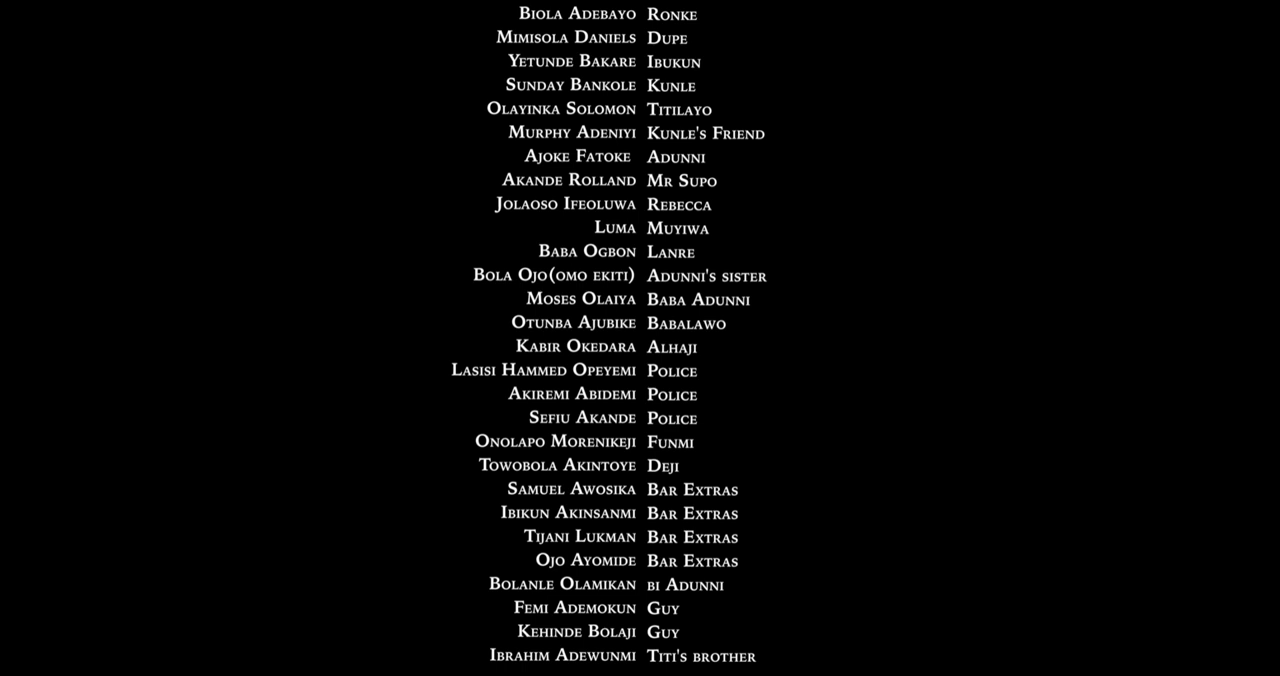 Biola Adebayo Ronke
Mimisola Daniels Dupe
Yetunde Bakare Ibukun
Sunday Bankole Kunle
Olayinka Solomon Titilayo
Murphy Adeniyi Kunle's Friend
Ajoke Fatoke Adunni
Akande Rolland Mr Supo
Jolaoso Ifeoluwa Rebecca
Luma Muyiwa
Baba Ogbon Lanre
Bola Ojo(omo ekiti) Adunni's sister
Moses Olaiya Baba Adunni
Otunba Ajubike Babalawo
Kabir Okedara Alhaji
Lasisi Hammed Opeyemi Police
Akiremi Abidemi Police
Sefiu Akande Police
Onolapo Morenikeji Funmi
Towobola Akintoye Deji
Samuel Awosika Bar Extras
Ibikun Akinsanmi Bar Extras
Tijani Lukman Bar Extras
Ojo Ayomide Bar Extras
Bolanle Olamikan bi Adunni
Femi Ademokun Guy
Kehinde Bolaji Guy
Ibrahim Adewunmi Titi's brother